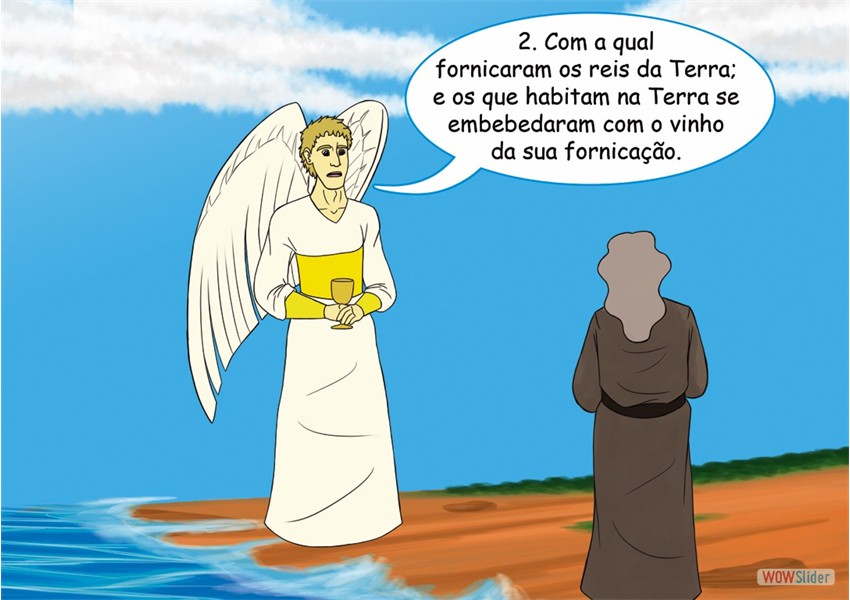 2. Com a qual
fornicaram os reis da Terra;
e os que habitam na Terra se
embebedaram com o vinho
da sua fornicação.
WOWSlider